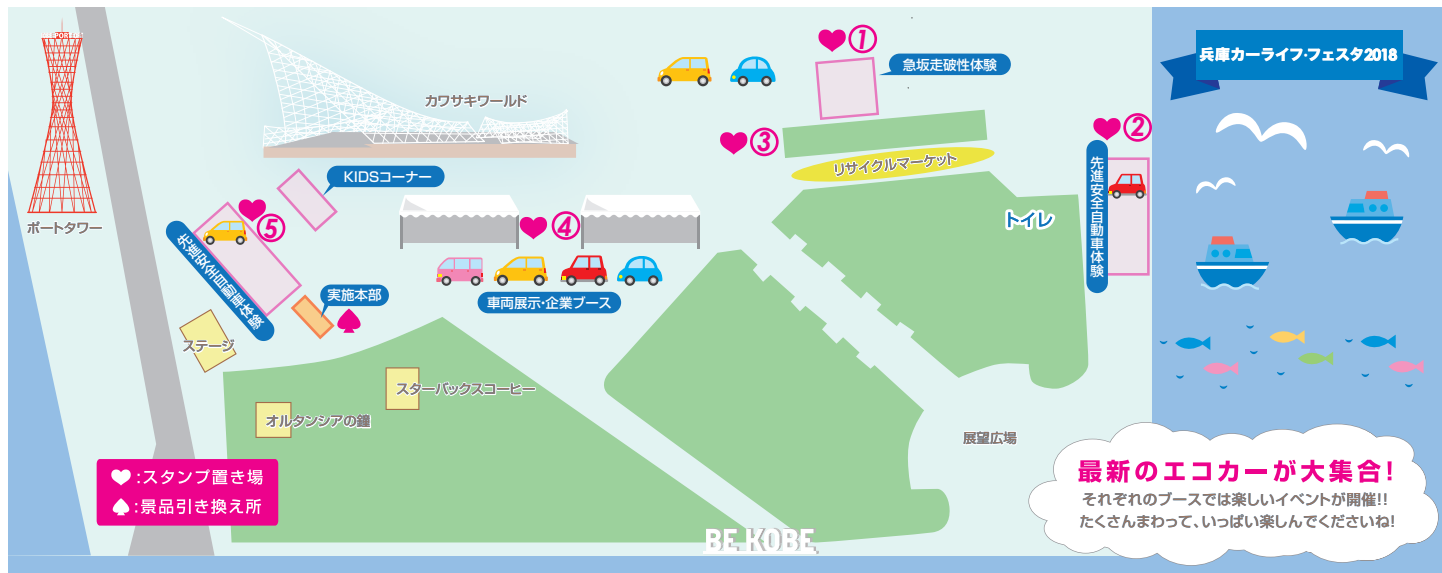 兵庫カーライフ・フェスタ2018
①
急坂走破性体験
カワサキワールド
②
③
リサイクルマーケット
先進安全自動車体験
KIDSコーナー
トイレ
ポートタワー
④
⑤
先進安全自動車体験
実施本部
車両展示・企業ブース
ステージ
スターバックスコーヒー
オルタンシアの鐘
展望広場
♥:スタンプ置き場
♠:景品引き換え所
BE KOBE
最新のエコカーが大集合!
それぞれのブースでは楽しいイベントが開催!!
たくさんまわって、いっぱい楽しんでくださいね!